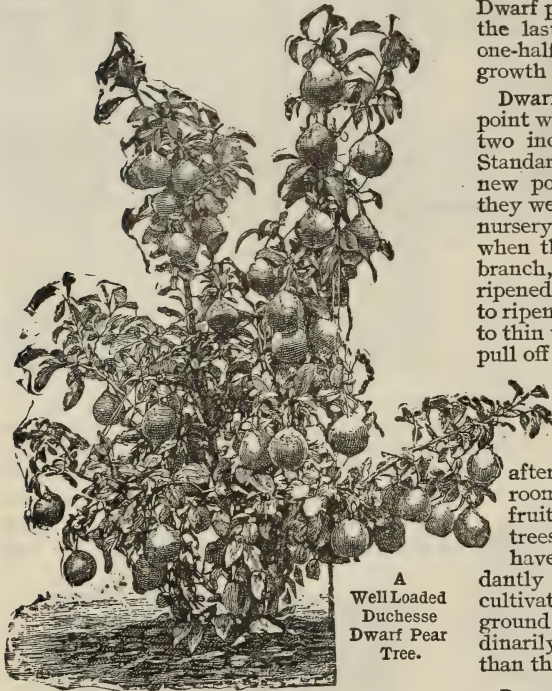 Dwarf p
the last
one-half
growth
Dwarf
point w
two inc
Standar
new po
they we
nursery
when th
branch,
ripened
to ripen
to thin
pull off
after
room
fruit
trees
have
dantly
cultivat
ground
dinarily
than th
A
Well Loaded
Duchesse
Dwarf Pear
Tree.